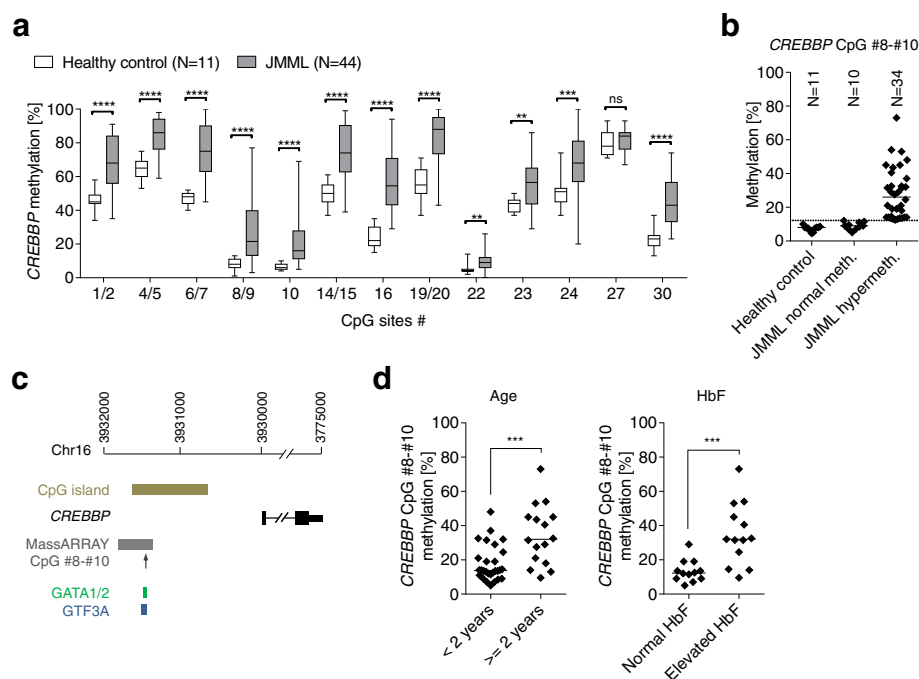 a
Healthy control (N=11) JMML (N=44)
CREBBP methylation [%]
100
80
60
40
20
0
**** **** **** **** **** **** **** **** ** ** *** ns ****
1/2 4/5 6/7 8/9 10 14/15 16 19/20 22 23 24 27 30
CpG sites #
b
CREBBP CpG #8-#10
Methylation [%]
100
80
60
40
20
0
N=11 N=10 N=34
Healthy control
JMML normal meth.
JMML hypermeth.
c
3932000 3931000 3930000 3775000
Chr16
CpG island
CREBBP
MassARRAY
CpG #8-#10
GATA1/2
GTF3A
d
Age
CREBBP CpG #8-#10
methylation [%]
100
80
60
40
20
0
***
< 2 years
>= 2 years
HbF
CREBBP CpG #8-#10
methylation [%]
100
80
60
40
20
0
***
Normal HbF
Elevated HbF